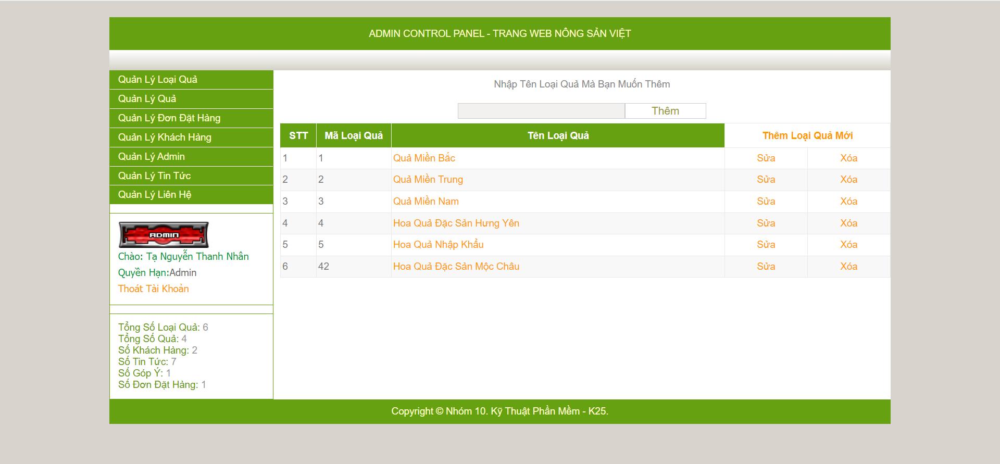 ADMIN CONTROL PANEL - TRANG WEB NÔNG SẢN VIỆT
Quản Lý Loại Quả
Quản Lý Quả
Quản Lý Đơn Đặt Hàng
Quản Lý Khách Hàng
Quản Lý Admin
Quản Lý Tin Tức
Quản Lý Liên Hệ
ADMIN
Chào: Tạ Nguyễn Thanh Nhân
Quyền Hạn:Admin
Thoát Tài Khoản
Tổng Số Loại Quả: 6
Tổng Số Quả: 4
Số Khách Hàng: 2
Số Tin Tức: 7
Số Góp Ý: 1
Số Đơn Đặt Hàng: 1
Nhập Tên Loại Quả Mà Bạn Muốn Thêm
Thêm
STT Mã Loại Quả Tên Loại Quả Thêm Loại Quả Mới
1 1 Quả Miền Bắc Sửa Xóa
2 2 Quả Miền Trung Sửa Xóa
3 3 Quả Miền Nam Sửa Xóa
4 4 Hoa Quả Đặc Sản Hưng Yên Sửa Xóa
5 5 Hoa Quả Nhập Khẩu Sửa Xóa
6 42 Hoa Quả Đặc Sản Mộc Châu Sửa Xóa
Copyright © Nhóm 10. Kỹ Thuật Phần Mềm - K25.